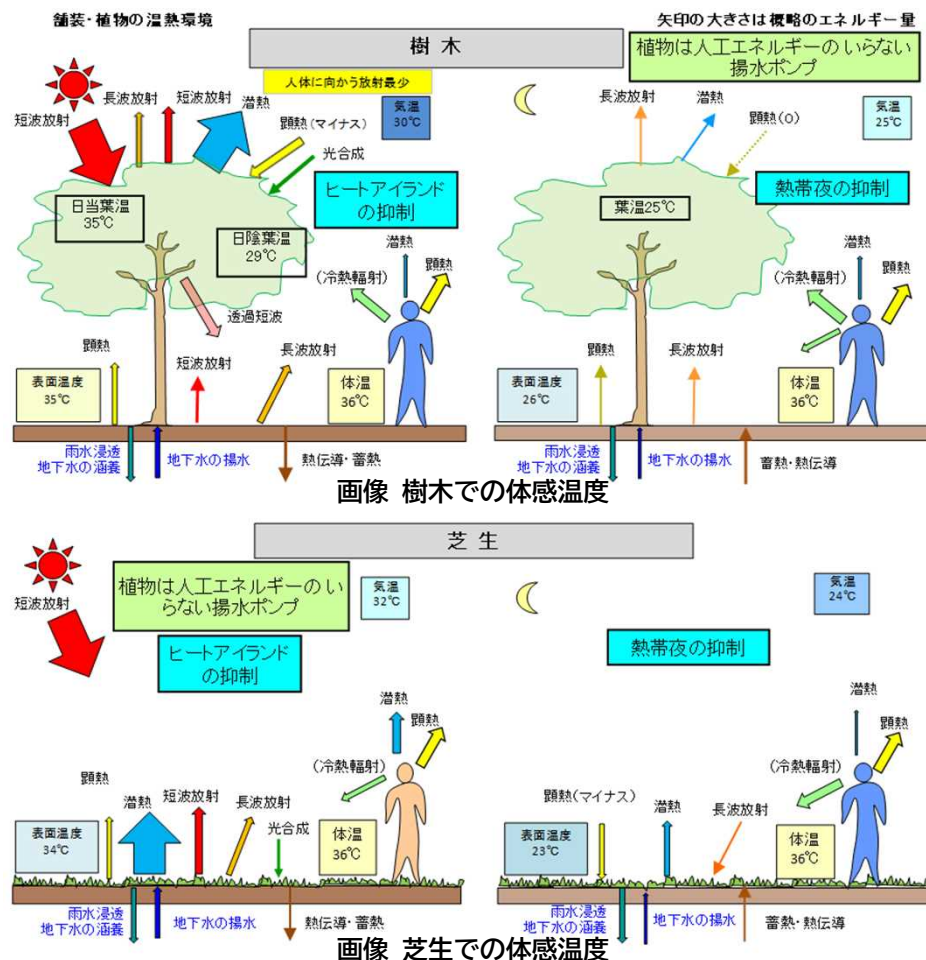 舗装・植物の温熱環境
矢印の大きさは概略のエネルギー量
樹木
人体に向かう放射最少
植物は人工エネルギーのいらない
揚水ポンプ
短波放射
長波放射
短波放射
潜熱
顕熱(マイナス)
光合成
気温
30℃
日当葉温
35℃
日陰葉温
29℃
ヒートアイランド
の抑制
透過短波
(冷熱輻射)
潜熱
顕熱
顕熱
短波放射
長波放射
表面温度
35℃
体温
36℃
雨水浸透
地下水の涵義
地下水の揚水
熱伝導・蓄熱
長波放射
潜熱
顕熱(0)
気温
25℃
葉温25℃
熱帯夜の抑制
潜熱
顕熱
(冷熱輻射)
顕熱
長波放射
表面温度
26℃
体温
36℃
雨水浸透
地下水の涵義
地下水の揚水
蓄熱・熱伝導
画像 樹木での体感温度
芝生
短波放射
植物は人工エネルギーのい
らない揚水ポンプ
ヒートアイランド
の抑制
気温
32℃
潜熱
顕熱
(冷熱輻射)
顕熱
潜熱
短波放射
長波放射
光合成
表面温度
34℃
体温
36℃
雨水浸透
地下水の涵義
地下水の揚水
熱伝導・蓄熱
気温
24℃
熱帯夜の抑制
潜熱
顕熱
(冷熱輻射)
顕熱(マイナス)
潜熱
長波放射
表面温度
23℃
体温
36℃
雨水浸透
地下水の涵義
地下水の揚水
蓄熱・熱伝導
画像 芝生での体感温度